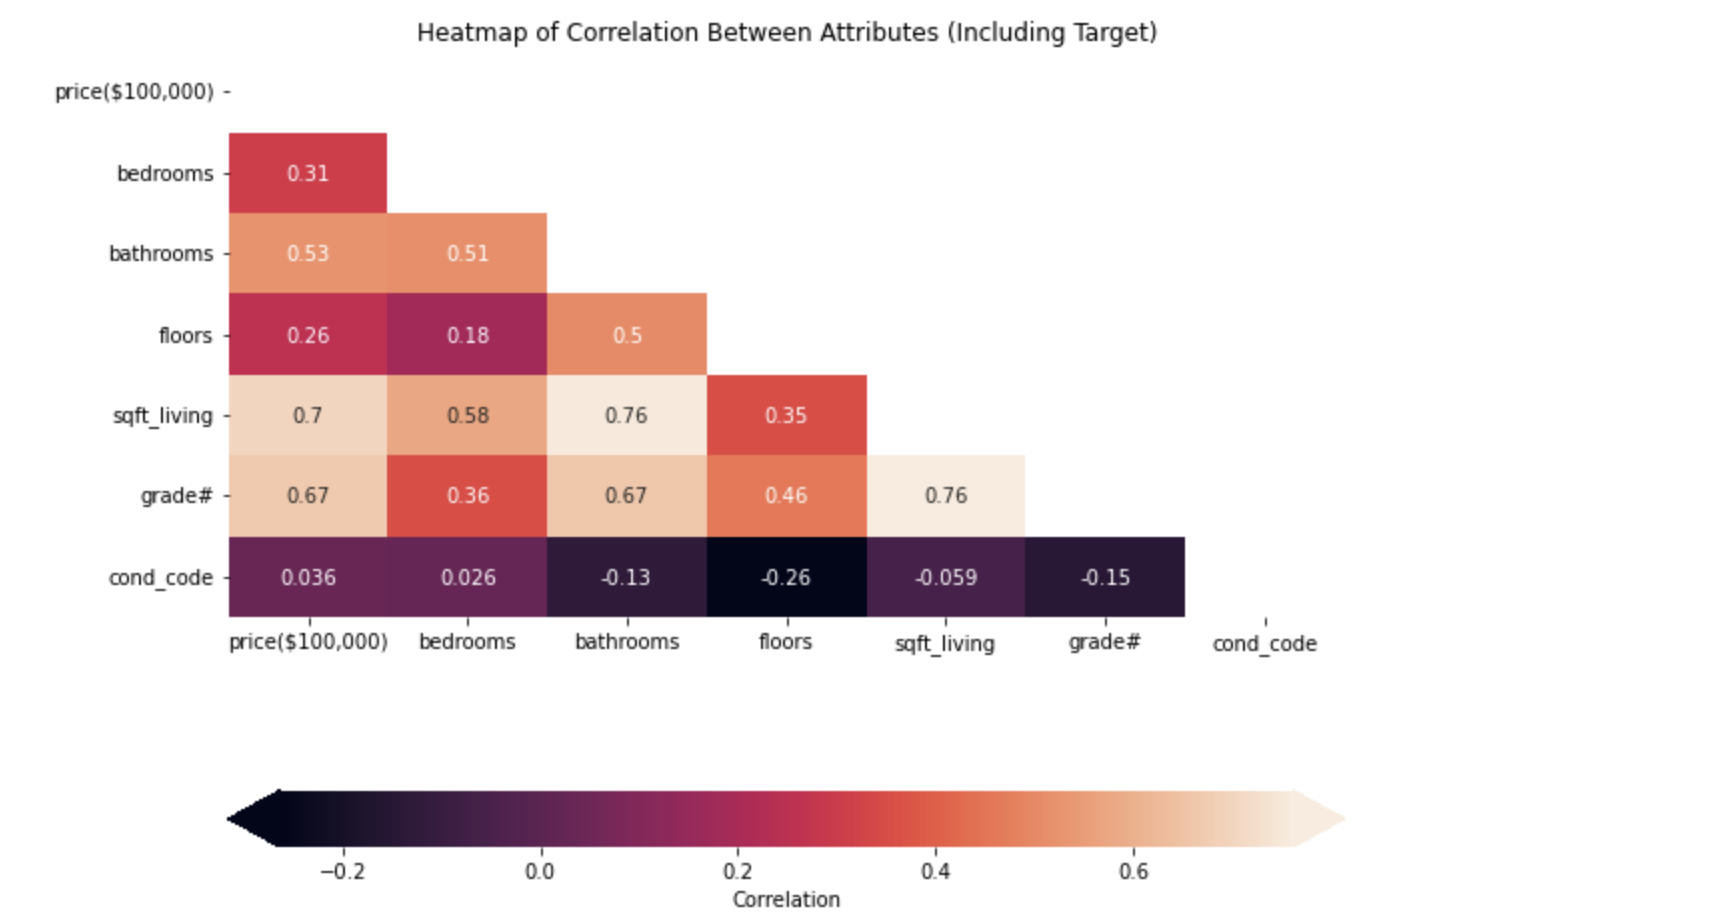 Heatmap of Correlation Between Attributes (Including Target)
price($100,000)
bedrooms 0.31
bathrooms 0.53 0.51
floors 0.26 0.18 0.5
sqft_living 0.7 0.58 0.76 0.35
grade# 0.67 0.36 0.67 0.46 0.76
cond_code 0.036 0.026 -0.13 -0.26 -0.059 -0.15
price($100,000) bedrooms bathrooms floors sqft_living grade# cond_code
−0.2 0.0 0.2 0.4 0.6
Correlation